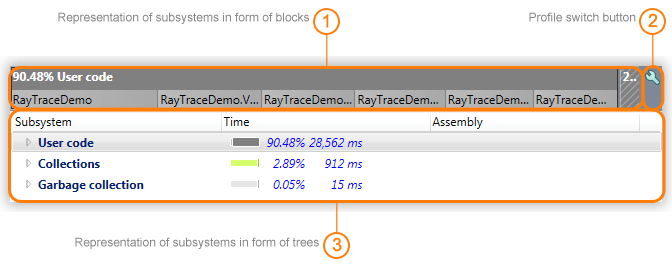 Representation of subsystems in form of blocks 1 Profile switch button 2
90.48% User code 2..
RayTraceDemo RayTraceDemo.V... RayTraceDemo... RayTraceDem... RayTraceDem... RayTraceDe...
Subsystem Time Assembly
User code 90.48% 28,562 ms
Collections 2.89% 912 ms
Garbage collection 0.05% 15 ms
Representation of subsystems in form of trees 3